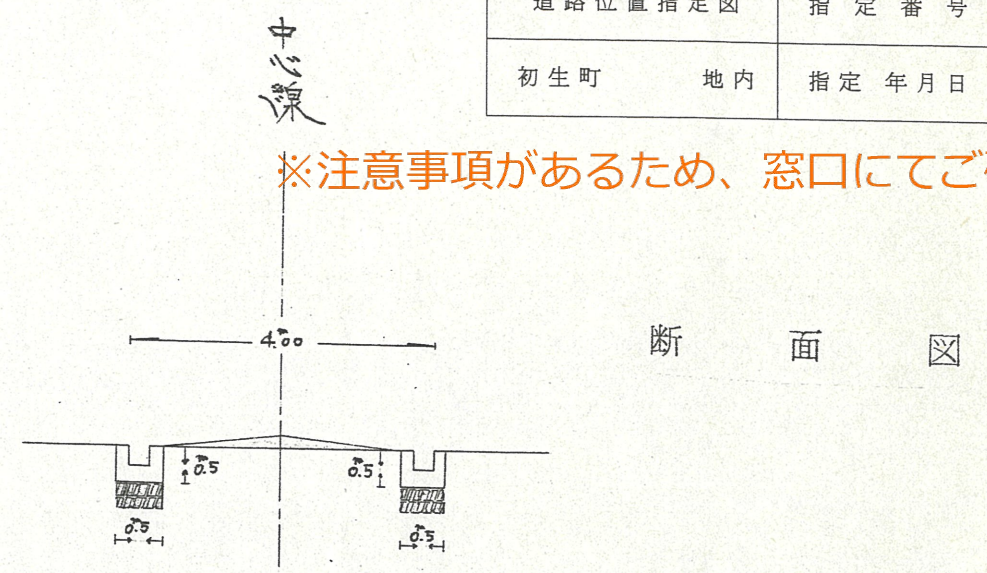 道路位置指定図 指定番号
初生町 地内 指定 年月日
中心線
※注意事項があるため、窓口にてご
断面図
4.00
0.5 0.5
0.5 0.5